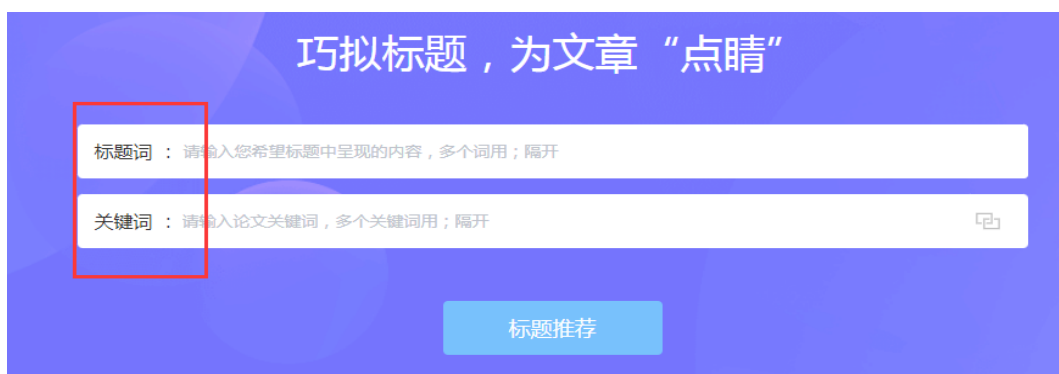 巧拟标题，为文章“点睛”
标题词 ：请输入您希望标题中呈现的内容，多个词用；隔开
关键词 ：请输入论文关键词，多个关键词用；隔开
标题推荐